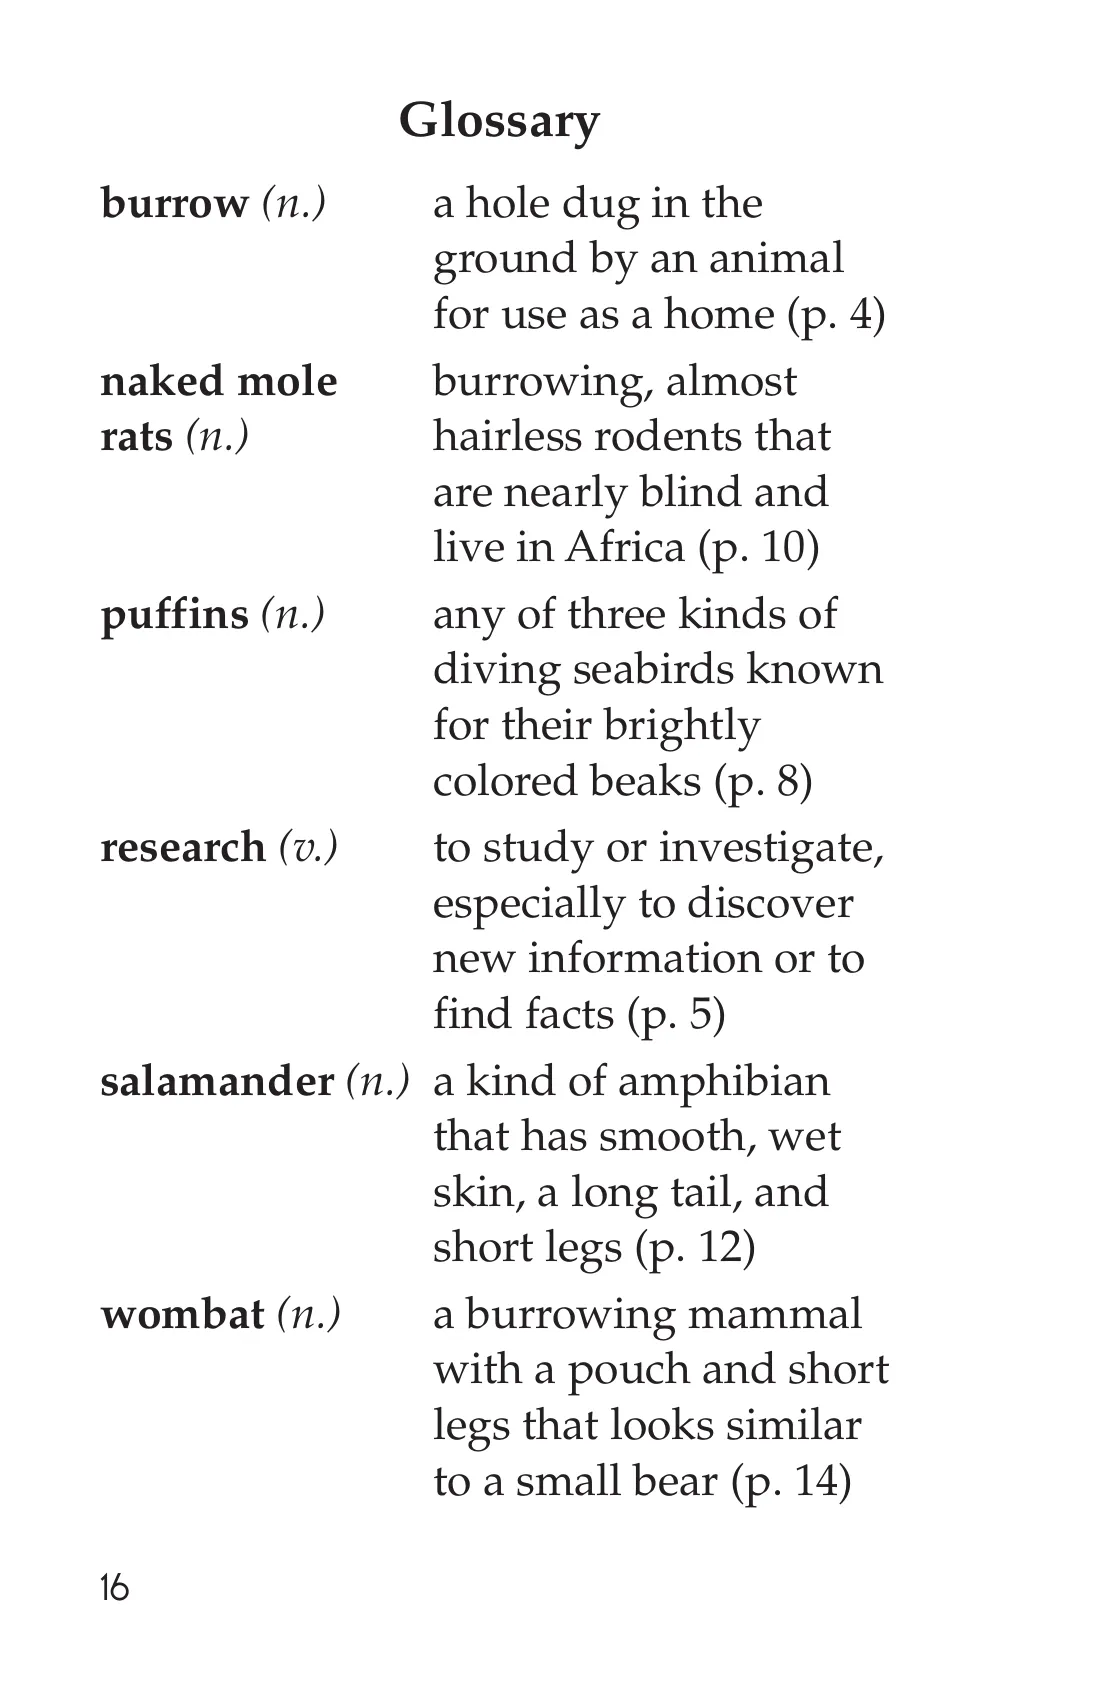 Glossary
burrow (n.) a hole dug in the
ground by an animal
for use as a home (p. 4)
naked mole burrowing, almost
rats (n.) hairless rodents that
are nearly blind and
live in Africa (p. 10)
puffins (n.) any of three kinds of
diving seabirds known
for their brightly
colored beaks (p. 8)
research (v.) to study or investigate,
especially to discover
new information or to
find facts (p. 5)
salamander (n.) a kind of amphibian
that has smooth, wet
skin, a long tail, and
short legs (p. 12)
wombat (n.) a burrowing mammal
with a pouch and short
legs that looks similar
to a small bear (p. 14)
16